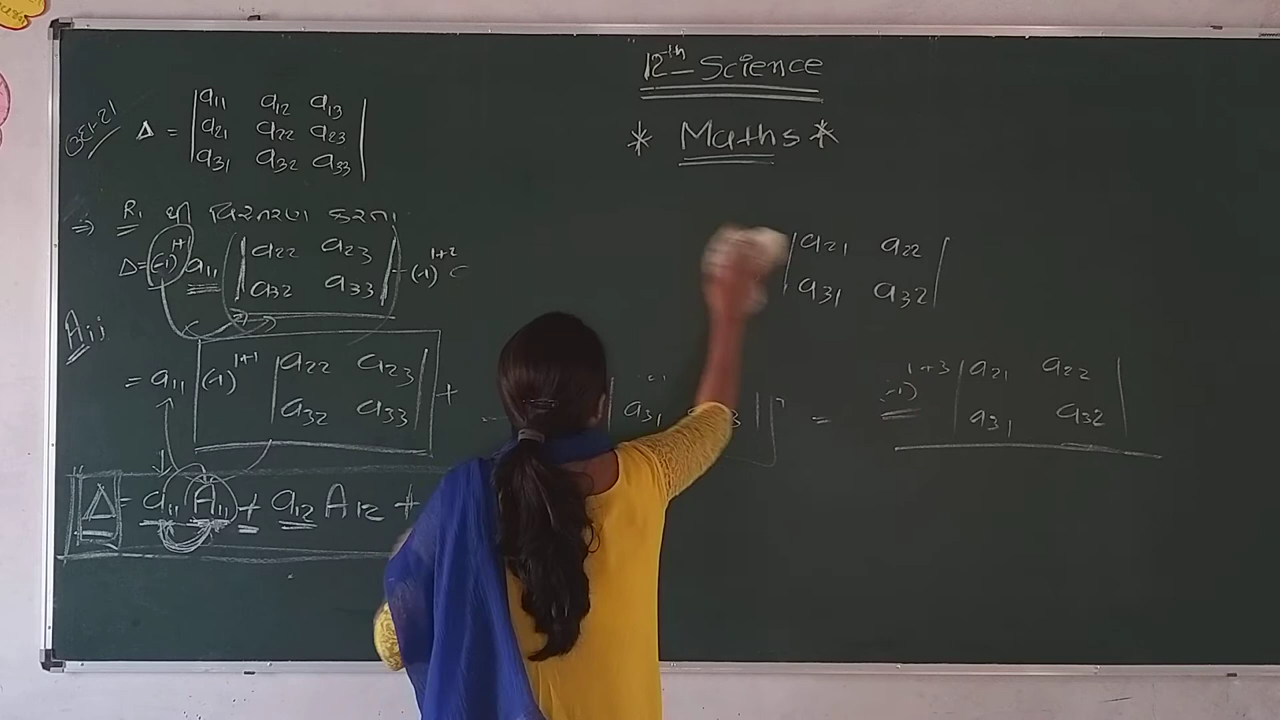 12th - Science
* Maths *
Δ = | a11 a12 a13 |
a21 a22 a23
a31 a32 a33
⇒ R1
Δ = (-1)^1+1 a11 | a22 a23 | - (-1)^1+2
a32 a33
| a21 a22 |
a31 a32
Aij
= a11 (-1)^1+1 | a22 a23 | +
a32 a33
a31
= (-1)^1+3 | a21 a22 |
a31 a32
Δ = a11 A11 + a12 A12 +